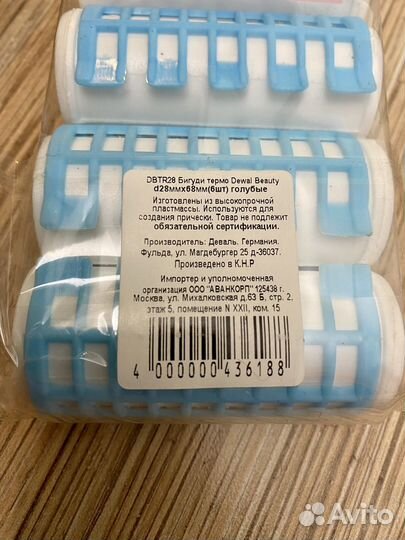 DBTR28 Бигуди термо Dewal Beauty
d28ммx68мм(6шт) голубые
Изготовлены из высокопрочной
пластмассы. Используются для
создания прически. Товар не подлежит
обязательной сертификации.
Производитель: Деваль. Германия.
Фульда, ул. Магдебургер 25 д-36037.
Произведено в К.Н.Р
Импортер и уполномоченная
организация ООО "АВАНКОРП" 125438 г.
Москва, ул. Михалковская д.63 Б, стр. 2,
этаж 5, помещение N XXII, ком. 15
4 000000 436188
Avito